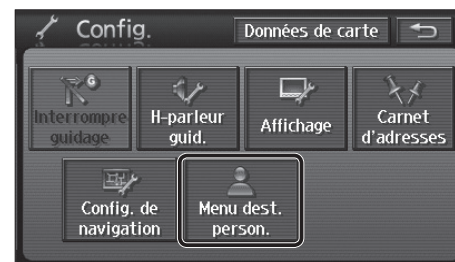 Config. Données de carte
Interrompre guidage
H-parleur guid.
Affichage
Carnet d'adresses
Config. de navigation
Menu dest. person.